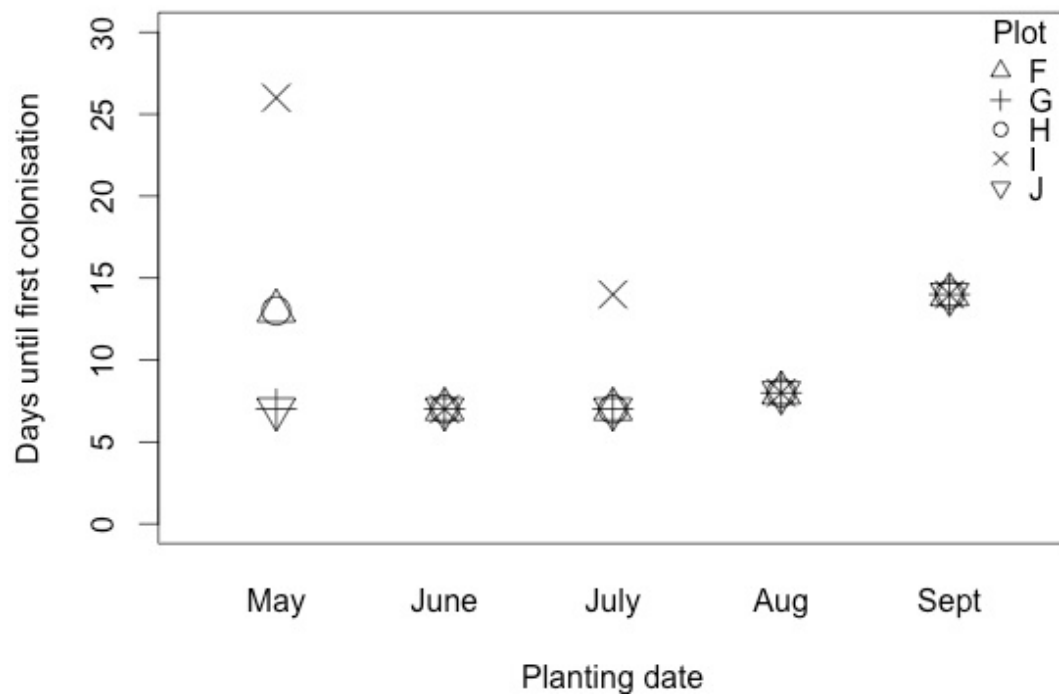 30
25
20
15
10
5
0
Days until first colonisation
Plot
F
G
H
I
J
May June July Aug Sept
Planting date